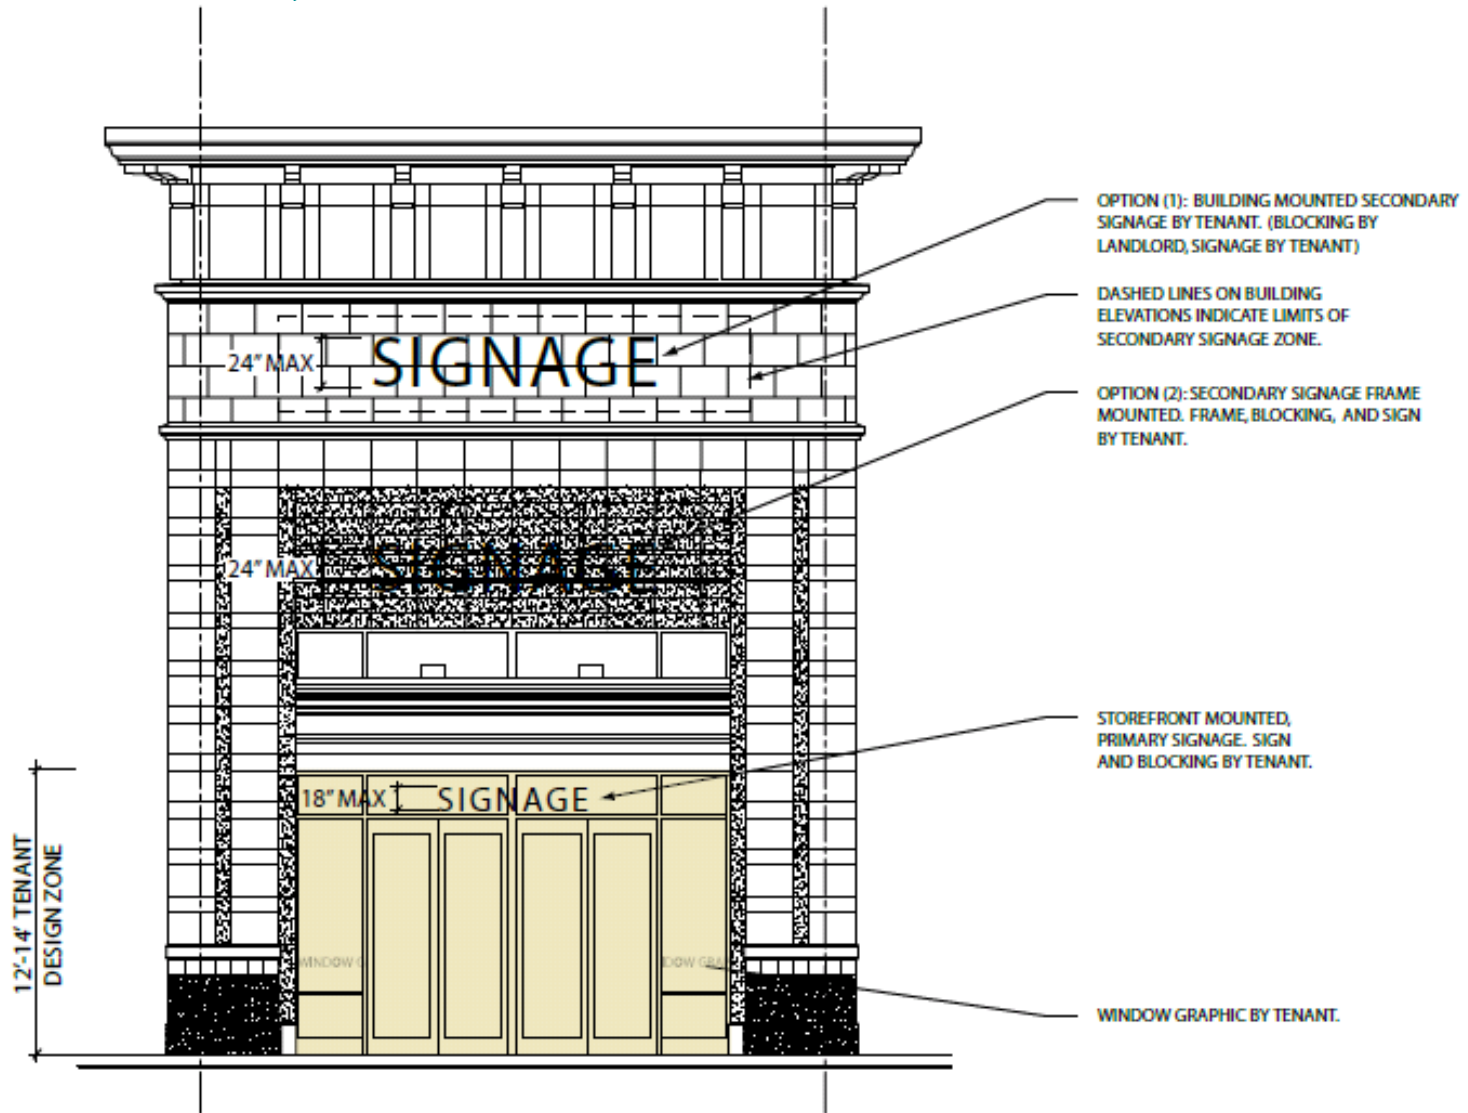 OPTION (1): BUILDING MOUNTED SECONDARY
SIGNAGE BY TENANT. (BLOCKING BY
LANDLORD, SIGNAGE BY TENANT)
DASHED LINES ON BUILDING
ELEVATIONS INDICATE LIMITS OF
SECONDARY SIGNAGE ZONE.
24" MAX
SIGNAGE
OPTION (2): SECONDARY SIGNAGE FRAME
MOUNTED. FRAME, BLOCKING, AND SIGN
BY TENANT.
24" MAX
SIGNAGE
STOREFRONT MOUNTED,
PRIMARY SIGNAGE. SIGN
AND BLOCKING BY TENANT.
18" MAX
SIGNAGE
12'-14' TENANT
DESIGN ZONE
WINDOW G
DOW GRA
WINDOW GRAPHIC BY TENANT.